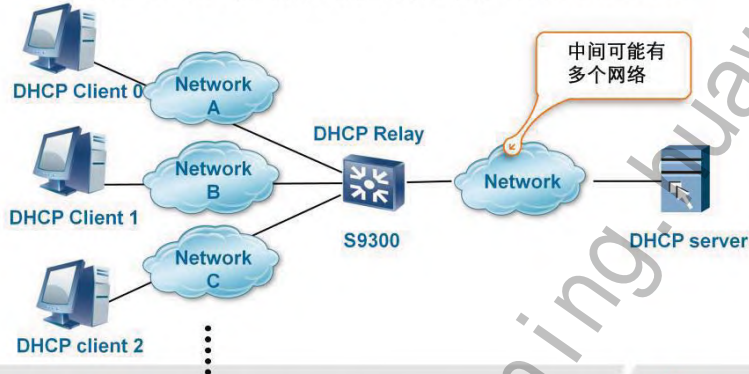 DHCP Client 0
Network
A
中间可能有
多个网络
DHCP Relay
DHCP Client 1
Network
B
S9300
Network
DHCP server
Network
C
DHCP client 2